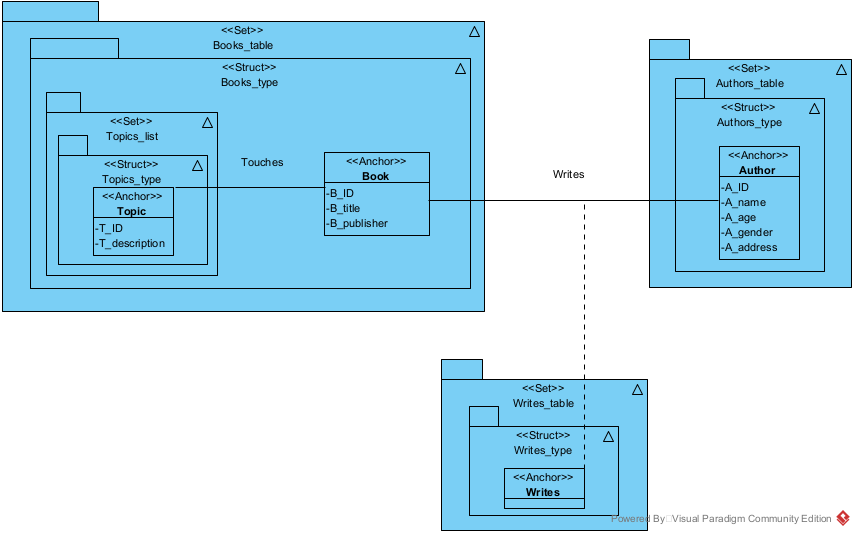 <<Set>>
Books_table
<<Struct>>
Books_type
<<Set>>
Topics_list
<<Struct>>
Topics_type
<<Anchor>>
Topic
-T_ID
-T_description
Touches
<<Anchor>>
Book
-B_ID
-B_title
-B_publisher
Writes
<<Set>>
Authors_table
<<Struct>>
Authors_type
<<Anchor>>
Author
-A_ID
-A_name
-A_age
-A_gender
-A_address
<<Set>>
Writes_table
<<Struct>>
Writes_type
<<Anchor>>
Writes
Powered By Visual Paradigm Community Edition